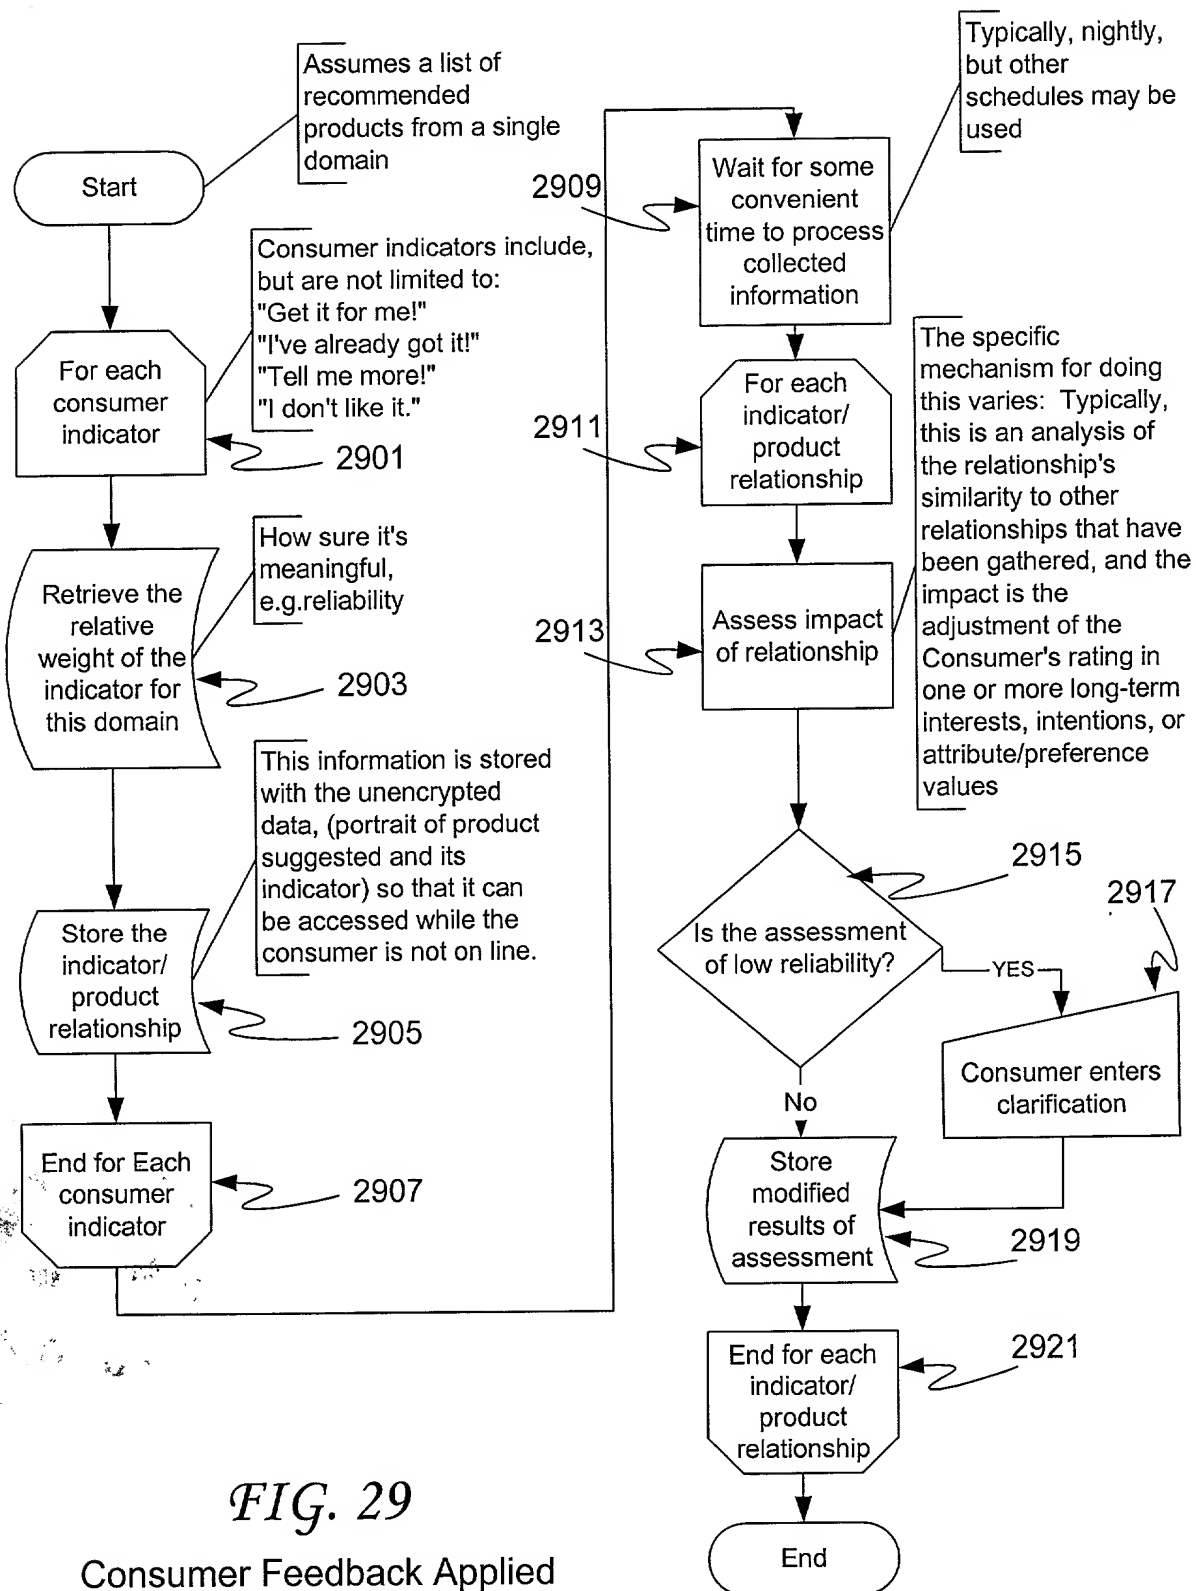 Assumes a list of
recommended
products from a single
domain
Start
Consumer indicators include,
but are not limited to:
"Get it for me!"
"I've already got it!"
"Tell me more!"
"I don't like it."
For each
consumer
indicator
2901
How sure it's
meaningful,
e.g.reliability
Retrieve the
relative
weight of the
indicator for
this domain
2903
This information is stored
with the unencrypted
data, (portrait of product
suggested and its
indicator) so that it can
be accessed while the
consumer is not on line.
Store the
indicator/
product
relationship
2905
End for Each
consumer
indicator
2907
Typically, nightly,
but other
schedules may be
used
Wait for some
convenient
time to process
collected
information
2909
For each
indicator/
product
relationship
2911
The specific
mechanism for doing
this varies: Typically,
this is an analysis of
the relationship's
similarity to other
relationships that have
been gathered, and the
impact is the
adjustment of the
Consumer's rating in
one or more long-term
interests, intentions, or
attribute/preference
values
Assess impact
of relationship
2913
Is the assessment
of low reliability?
2915
YES
2917
Consumer enters
clarification
No
Store
modified
results of
assessment
2919
End for each
indicator/
product
relationship
2921
End
FIG. 29
Consumer Feedback Applied